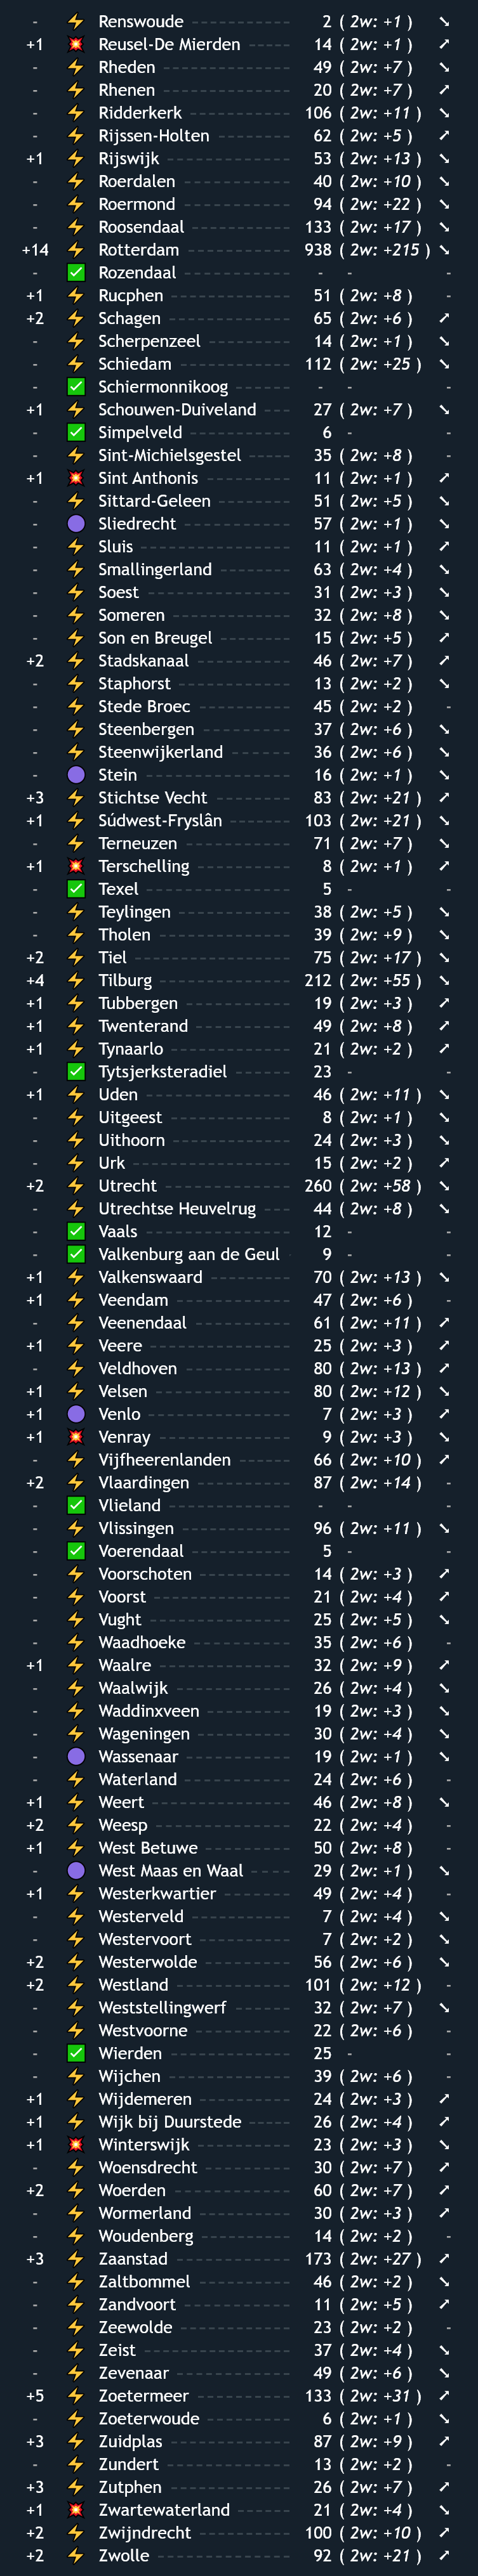 - ⚡ Renswoude 2 ( 2w: +1 ) ➘
+1 💥 Reusel-De Mierden 14 ( 2w: +1 ) ➚
- ⚡ Rheden 49 ( 2w: +7 ) ➘
- ⚡ Rhenen 20 ( 2w: +7 ) ➚
- ⚡ Ridderkerk 106 ( 2w: +11 ) ➘
- ⚡ Rijssen-Holten 62 ( 2w: +5 ) ➚
+1 ⚡ Rijswijk 53 ( 2w: +13 ) ➘
- ⚡ Roerdalen 40 ( 2w: +10 ) ➘
- ⚡ Roermond 94 ( 2w: +22 ) ➘
- ⚡ Roosendaal 133 ( 2w: +17 ) ➘
+14 ⚡ Rotterdam 938 ( 2w: +215 ) ➘
- ✅ Rozendaal - - -
+1 ⚡ Rucphen 51 ( 2w: +8 ) -
+2 ⚡ Schagen 65 ( 2w: +6 ) ➚
- ⚡ Scherpenzeel 14 ( 2w: +1 ) ➘
- ⚡ Schiedam 112 ( 2w: +25 ) ➘
- ✅ Schiermonnikoog - - -
+1 ⚡ Schouwen-Duiveland 27 ( 2w: +7 ) ➘
- ✅ Simpelveld 6 - -
- ⚡ Sint-Michielsgestel 35 ( 2w: +8 ) -
+1 💥 Sint Anthonis 11 ( 2w: +1 ) ➚
- ⚡ Sittard-Geleen 51 ( 2w: +5 ) ➘
- 🟣 Sliedrecht 57 ( 2w: +1 ) ➘
- ⚡ Sluis 11 ( 2w: +1 ) ➚
- ⚡ Smallingerland 63 ( 2w: +4 ) ➘
- ⚡ Soest 31 ( 2w: +3 ) ➘
- ⚡ Someren 32 ( 2w: +8 ) ➘
- ⚡ Son en Breugel 15 ( 2w: +5 ) ➚
+2 ⚡ Stadskanaal 46 ( 2w: +7 ) ➚
- ⚡ Staphorst 13 ( 2w: +2 ) ➘
- ⚡ Stede Broec 45 ( 2w: +2 ) -
- ⚡ Steenbergen 37 ( 2w: +6 ) ➘
- ⚡ Steenwijkerland 36 ( 2w: +6 ) ➘
- 🟣 Stein 16 ( 2w: +1 ) ➘
+3 ⚡ Stichtse Vecht 83 ( 2w: +21 ) ➚
+1 ⚡ Súdwest-Fryslân 103 ( 2w: +21 ) ➘
- ⚡ Terneuzen 71 ( 2w: +7 ) ➘
+1 💥 Terschelling 8 ( 2w: +1 ) ➚
- ✅ Texel 5 - -
- ⚡ Teylingen 38 ( 2w: +5 ) ➘
- ⚡ Tholen 39 ( 2w: +9 ) ➘
+2 ⚡ Tiel 75 ( 2w: +17 ) ➘
+4 ⚡ Tilburg 212 ( 2w: +55 ) ➘
+1 ⚡ Tubbergen 19 ( 2w: +3 ) ➚
+1 ⚡ Twenterand 49 ( 2w: +8 ) ➚
+1 ⚡ Tynaarlo 21 ( 2w: +2 ) ➚
- ✅ Tytsjerksteradiel 23 - -
+1 ⚡ Uden 46 ( 2w: +11 ) ➘
- ⚡ Uitgeest 8 ( 2w: +1 ) ➘
- ⚡ Uithoorn 24 ( 2w: +3 ) ➘
- ⚡ Urk 15 ( 2w: +2 ) ➚
+2 ⚡ Utrecht 260 ( 2w: +58 ) ➘
- ⚡ Utrechtse Heuvelrug 44 ( 2w: +8 ) ➘
- ✅ Vaals 12 - -
- ✅ Valkenburg aan de Geul 9 - -
+1 ⚡ Valkenswaard 70 ( 2w: +13 ) ➘
+1 ⚡ Veendam 47 ( 2w: +6 ) -
- ⚡ Veenendaal 61 ( 2w: +11 ) ➚
+1 ⚡ Veere 25 ( 2w: +3 ) ➚
- ⚡ Veldhoven 80 ( 2w: +13 ) ➚
+1 ⚡ Velsen 80 ( 2w: +12 ) ➘
+1 🟣 Venlo 7 ( 2w: +3 ) ➚
+1 💥 Venray 9 ( 2w: +3 ) ➘
- ⚡ Vijfheerenlanden 66 ( 2w: +10 ) ➚
+2 ⚡ Vlaardingen 87 ( 2w: +14 ) -
- ✅ Vlieland - - -
- ⚡ Vlissingen 96 ( 2w: +11 ) ➘
- ✅ Voerendaal 5 - -
- ⚡ Voorschoten 14 ( 2w: +3 ) ➚
- ⚡ Voorst 21 ( 2w: +4 ) ➚
- ⚡ Vught 25 ( 2w: +5 ) ➘
- ⚡ Waadhoeke 35 ( 2w: +6 ) -
+1 ⚡ Waalre 32 ( 2w: +9 ) ➚
- ⚡ Waalwijk 26 ( 2w: +4 ) ➘
- ⚡ Waddinxveen 19 ( 2w: +3 ) ➘
- ⚡ Wageningen 30 ( 2w: +4 ) ➘
- 🟣 Wassenaar 19 ( 2w: +1 ) ➘
- ⚡ Waterland 24 ( 2w: +6 ) -
+1 ⚡ Weert 46 ( 2w: +8 ) ➘
+2 ⚡ Weesp 22 ( 2w: +4 ) -
+1 ⚡ West Betuwe 50 ( 2w: +8 ) -
- 🟣 West Maas en Waal 29 ( 2w: +1 ) ➘
+1 ⚡ Westerkwartier 49 ( 2w: +4 ) -
- ⚡ Westerveld 7 ( 2w: +4 ) ➘
- ⚡ Westervoort 7 ( 2w: +2 ) ➘
+2 ⚡ Westerwolde 56 ( 2w: +6 ) ➘
+2 ⚡ Westland 101 ( 2w: +12 ) -
- ⚡ Weststellingwerf 32 ( 2w: +7 ) ➘
- ⚡ Westvoorne 22 ( 2w: +6 ) -
- ✅ Wierden 25 - -
- ⚡ Wijchen 39 ( 2w: +6 ) -
+1 ⚡ Wijdemeren 24 ( 2w: +3 ) ➚
+1 ⚡ Wijk bij Duurstede 26 ( 2w: +4 ) ➚
+1 💥 Winterswijk 23 ( 2w: +3 ) ➘
- ⚡ Woensdrecht 30 ( 2w: +7 ) ➚
+2 ⚡ Woerden 60 ( 2w: +7 ) ➚
- ⚡ Wormerland 30 ( 2w: +3 ) ➚
- ⚡ Woudenberg 14 ( 2w: +2 ) -
+3 ⚡ Zaanstad 173 ( 2w: +27 ) ➚
- ⚡ Zaltbommel 46 ( 2w: +2 ) ➘
- ⚡ Zandvoort 11 ( 2w: +5 ) ➚
- ⚡ Zeewolde 23 ( 2w: +2 ) -
- ⚡ Zeist 37 ( 2w: +4 ) ➘
- ⚡ Zevenaar 49 ( 2w: +6 ) ➘
+5 ⚡ Zoetermeer 133 ( 2w: +31 ) ➚
- ⚡ Zoeterwoude 6 ( 2w: +1 ) ➘
+3 ⚡ Zuidplas 87 ( 2w: +9 ) ➚
- ⚡ Zundert 13 ( 2w: +2 ) -
+3 ⚡ Zutphen 26 ( 2w: +7 ) ➚
+1 💥 Zwartewaterland 21 ( 2w: +4 ) ➘
+2 ⚡ Zwijndrecht 100 ( 2w: +10 ) ➚
+2 ⚡ Zwolle 92 ( 2w: +21 ) ➚